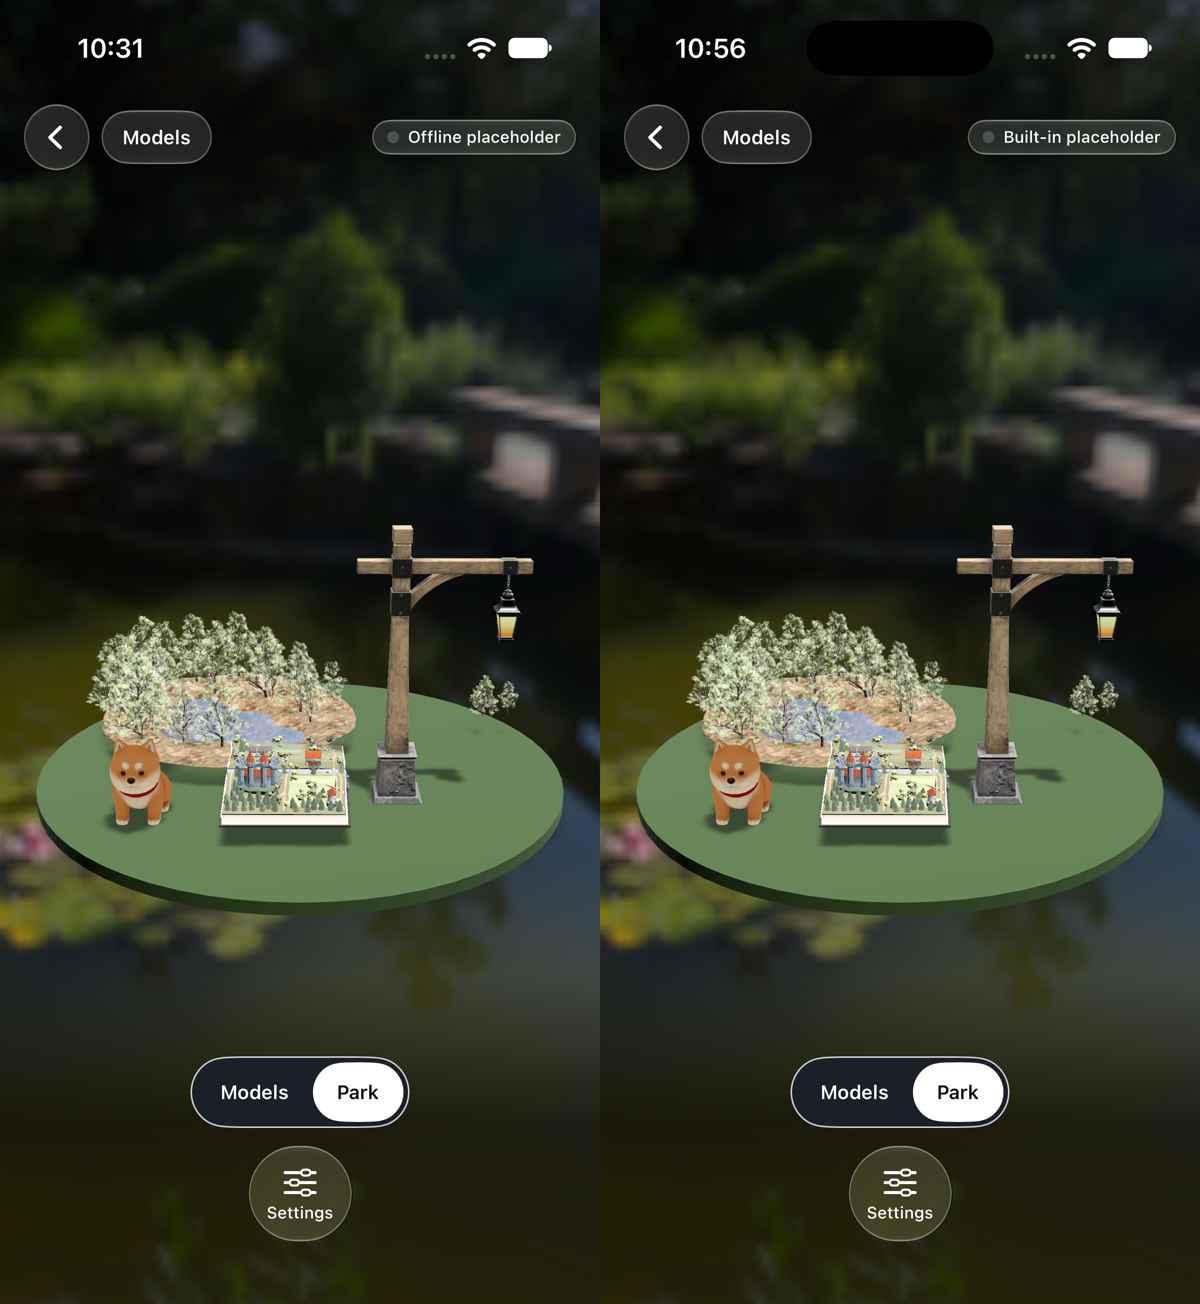 10:31
Models
Offline placeholder
Models
Park
Settings
10:56
Models
Built-in placeholder
Models
Park
Settings